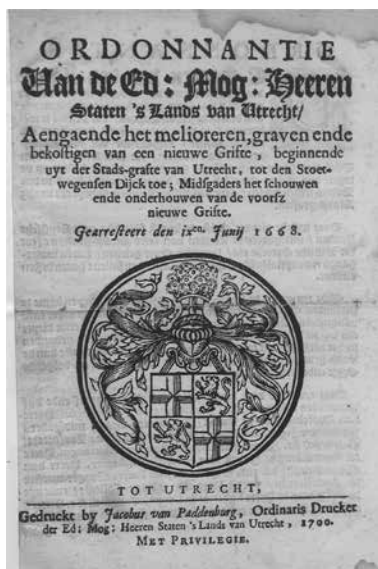 ORDONNANTIE
Van de Ed: Mog: Heeren
Staten 's Lands van Utrecht/
Aengaende het melioreren, graven ende
bekostigen van een nieuwe Grifte, beginnende
uyt der Stads-grafte van Utrecht, tot den Stoet-
wegensen Dijck toe; Midsgaders het schouwen
ende onderhouwen van de voorsz
nieuwe Grifte.
Gearresteert den ixen. Junij 1668.
TOT UTRECHT,
Gedruckt by Jacobus van Paddenburg, Ordinaris Drucker
der Ed: Mog: Heeren Staten 's Lands van Utrecht, 1700.
MET PRIVILEGIE.